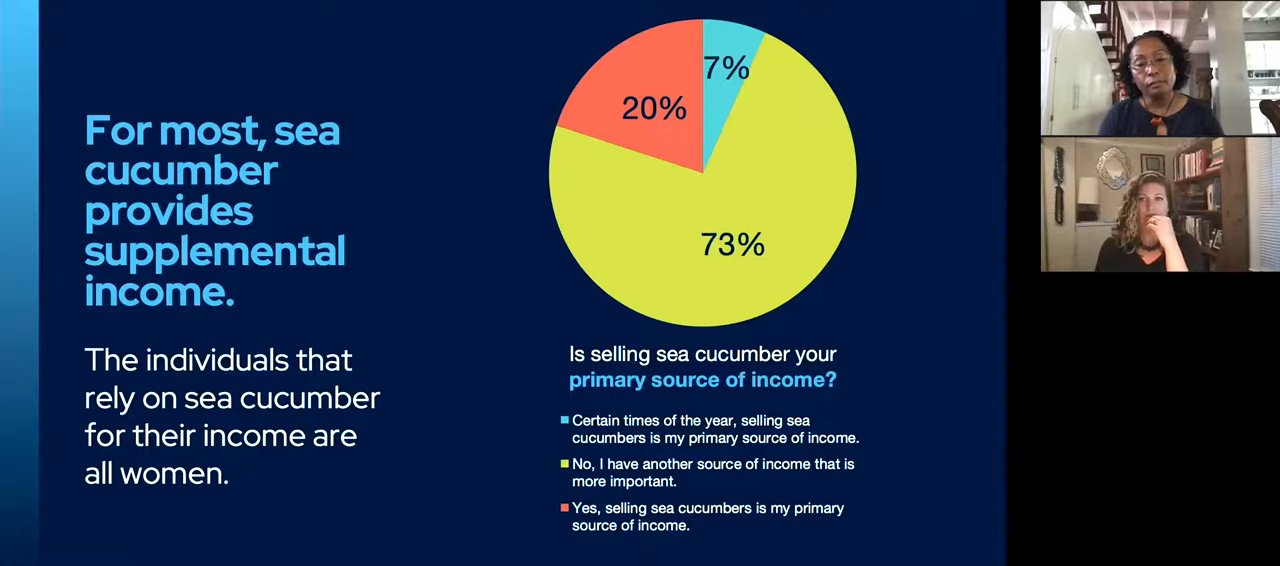 For most, sea
cucumber
provides
supplemental
income.
The individuals that
rely on sea cucumber
for their income are
all women.
7%
20%
73%
Is selling sea cucumber your
primary source of income?
Certain times of the year, selling sea
cucumbers is my primary source of income.
No, I have another source of income that is
more important.
Yes, selling sea cucumbers is my primary
source of income.